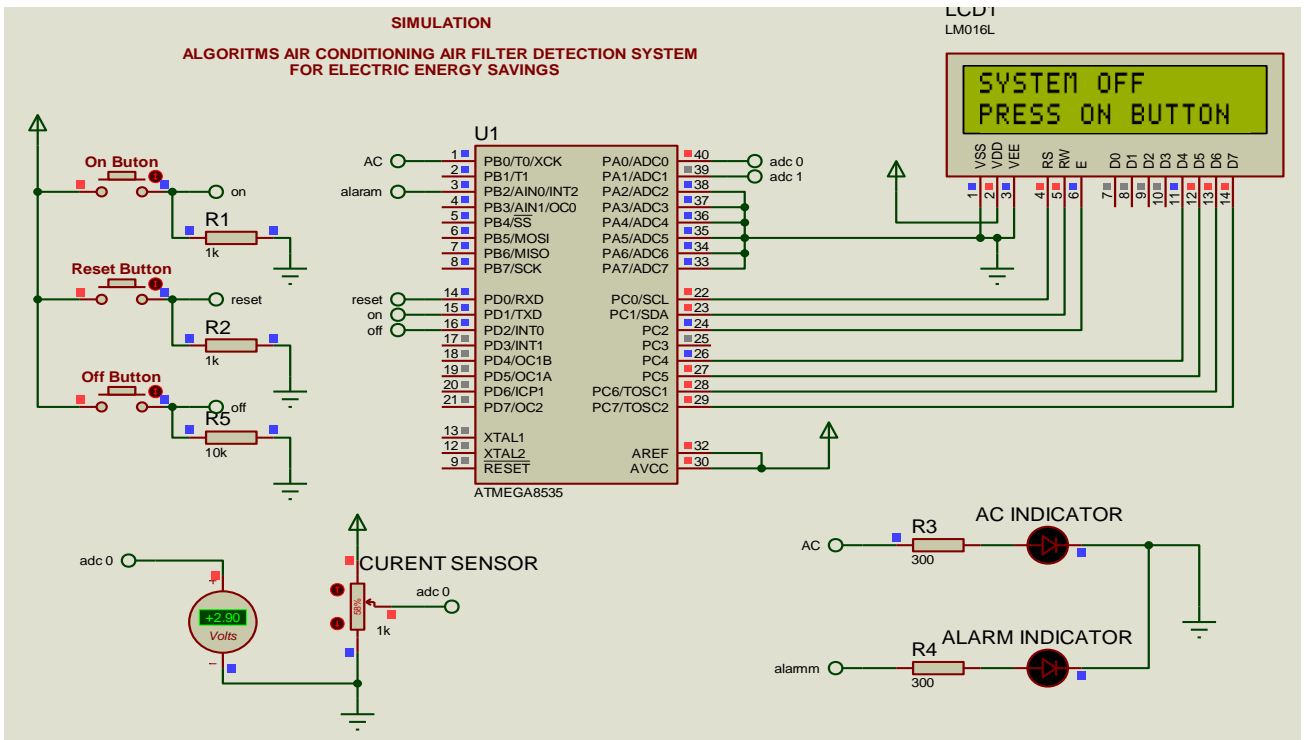 SIMULATION
ALGORITMS AIR CONDITIONING AIR FILTER DETECTION SYSTEM
FOR ELECTRIC ENERGY SAVINGS
LCD1
LM016L
SYSTEM OFF
PRESS ON BUTTON
VSS VDD VEE RS RW E D0 D1 D2 D3 D4 D5 D6 D7
1 2 3 4 5 6 7 8 9 10 11 12 13 14
On Buton
on
R1
1k
Reset Button
reset
R2
1k
Off Button
off
R5
10k
U1
AC 1 PB0/T0/XCK PA0/ADC0 40 adc 0
2 PB1/T1 PA1/ADC1 39 adc 1
alaram 3 PB2/AIN0/INT2 PA2/ADC2 38
4 PB3/AIN1/OC0 PA3/ADC3 37
5 PB4/SS PA4/ADC4 36
6 PB5/MOSI PA5/ADC5 35
7 PB6/MISO PA6/ADC6 34
8 PB7/SCK PA7/ADC7 33
reset 14 PD0/RXD PC0/SCL 22
on 15 PD1/TXD PC1/SDA 23
off 16 PD2/INT0 PC2 24
17 PD3/INT1 PC3 25
18 PD4/OC1B PC4 26
19 PD5/OC1A PC5 27
20 PD6/ICP1 PC6/TOSC1 28
21 PD7/OC2 PC7/TOSC2 29
13 XTAL1
12 XTAL2 AREF 32
9 RESET AVCC 30
ATMEGA8535
adc 0
+2.90
Volts
CURENT SENSOR
58%
adc 0
1k
AC INDICATOR
AC R3
300
ALARM INDICATOR
alarmm R4
300